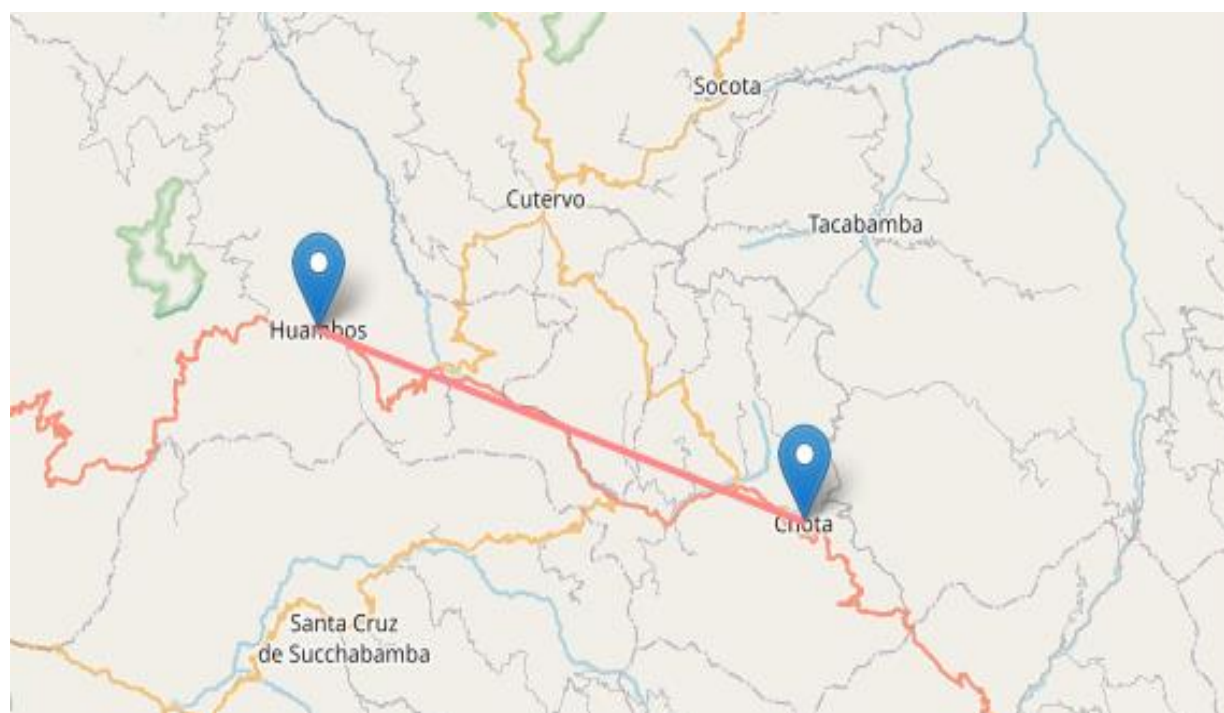 Socota
Cutervo
Tacabamba
Huambos
Chota
Santa Cruz
de Succhabamba